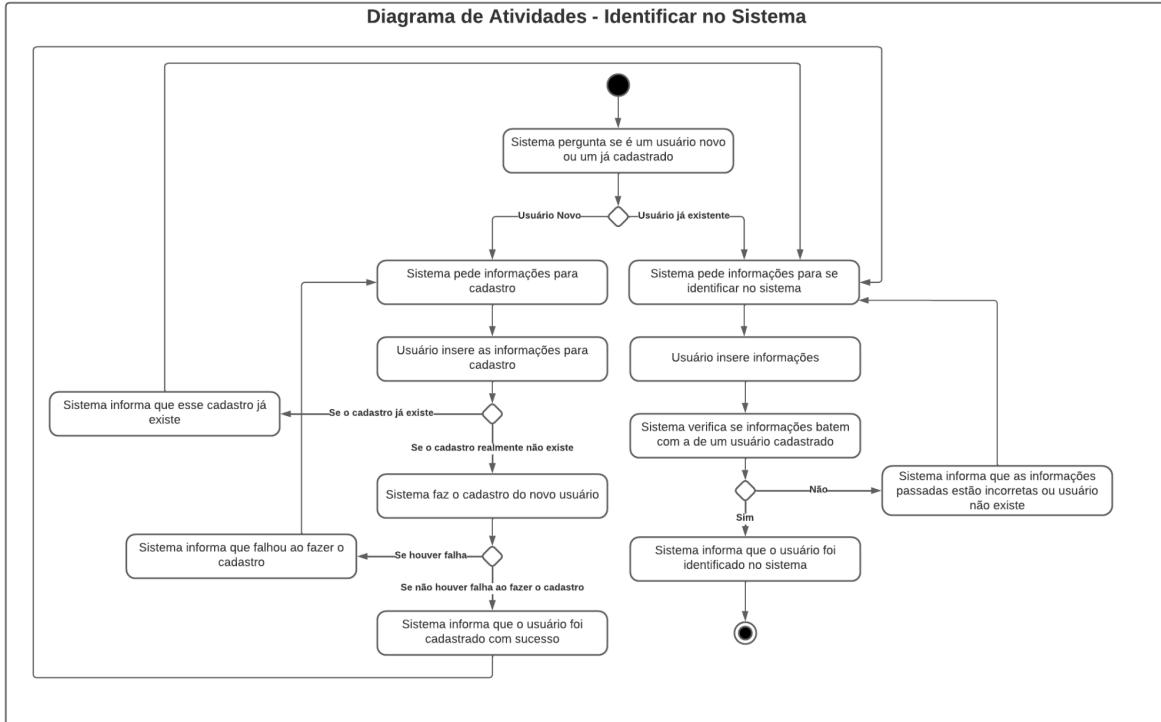 Diagrama de Atividades - Identificar no Sistema
Sistema pergunta se é um usuário novo
ou um já cadastrado
Usuário Novo
Usuário já existente
Sistema pede informações para
cadastro
Sistema pede informações para se
identificar no sistema
Usuário insere as informações para
cadastro
Usuário insere informações
Sistema informa que esse cadastro já
existe
Se o cadastro já existe
Sistema verifica se informações batem
com a de um usuário cadastrado
Se o cadastro realmente não existe
Sistema faz o cadastro do novo usuário
Não
Sistema informa que as informações
passadas estão incorretas ou usuário
não existe
Sim
Sistema informa que falhou ao fazer o
cadastro
Se houver falha
Sistema informa que o usuário foi
identificado no sistema
Se não houver falha ao fazer o cadastro
Sistema informa que o usuário foi
cadastrado com sucesso